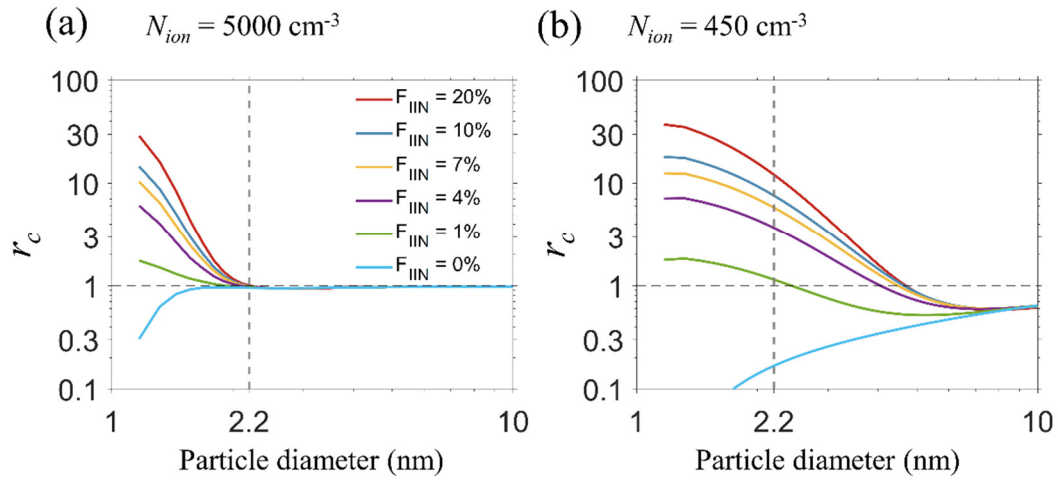 (a) N_ion = 5000 cm⁻³
100
30
10
3
1
0.3
0.1
r_c
F_IIN = 20%
F_IIN = 10%
F_IIN = 7%
F_IIN = 4%
F_IIN = 1%
F_IIN = 0%
1 2.2 10
Particle diameter (nm)
(b) N_ion = 450 cm⁻³
100
30
10
3
1
0.3
0.1
r_c
1 2.2 10
Particle diameter (nm)